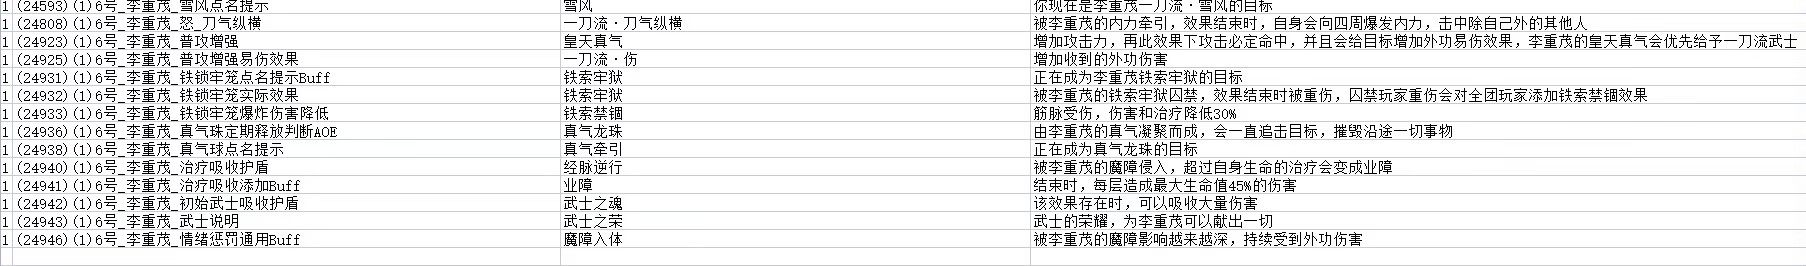 1 (24593)(1)6号_李重茂_雪风点名提示 雪风 你现在是李重茂一刀流·雪风的目标
1 (24808)(1)6号_李重茂_怒_刀气纵横 一刀流·刀气纵横 被李重茂的内力牵引，效果结束时，自身会向四周爆发内力，击中除自己外的其他人
1 (24923)(1)6号_李重茂_普攻增强 皇天真气 增加攻击力，再此效果下攻击必定命中，并且会给目标增加外功易伤效果，李重茂的皇天真气会优先给予一刀流武士
1 (24925)(1)6号_李重茂_普攻增强易伤效果 一刀流·伤 增加收到的外功伤害
1 (24931)(1)6号_李重茂_铁锁牢笼点名提示Buff 铁索牢狱 正在成为李重茂铁索牢狱的目标
1 (24932)(1)6号_李重茂_铁锁牢笼实际效果 铁索牢狱 被李重茂的铁索牢狱囚禁，效果结束时被重伤，囚禁玩家重伤会对全团玩家添加铁索禁锢效果
1 (24933)(1)6号_李重茂_铁锁牢笼爆炸伤害降低 铁索禁锢 筋脉受伤，伤害和治疗降低30%
1 (24936)(1)6号_李重茂_真气珠定期释放判断AOE 真气龙珠 由李重茂的真气凝聚而成，会一直追击目标，摧毁沿途一切事物
1 (24938)(1)6号_李重茂_真气球点名提示 真气牵引 正在成为真气龙珠的目标
1 (24940)(1)6号_李重茂_治疗吸收护盾 经脉逆行 被李重茂的魔障侵入，超过自身生命的治疗会变成业障
1 (24941)(1)6号_李重茂_治疗吸收添加Buff 业障 结束时，每层造成最大生命值45%的伤害
1 (24942)(1)6号_李重茂_初始武士吸收护盾 武士之魂 该效果存在时，可以吸收大量伤害
1 (24943)(1)6号_李重茂_武士说明 武士之荣 武士的荣耀，为李重茂可以献出一切
1 (24946)(1)6号_李重茂_情绪惩罚通用Buff 魔障入体 被李重茂的魔障影响越来越深，持续受到外功伤害